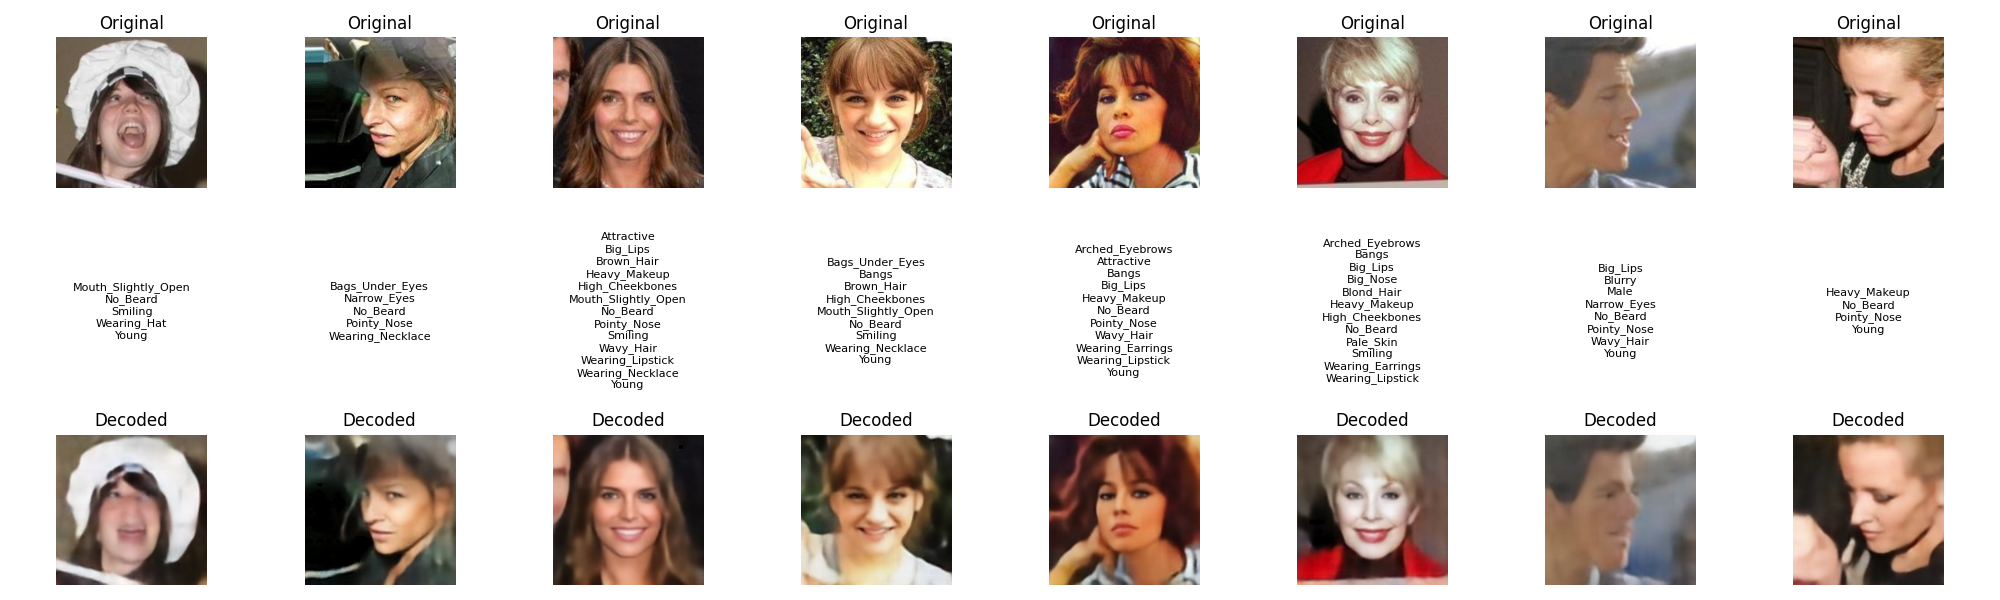 Original
Original
Original
Original
Original
Original
Original
Original
Mouth_Slightly_Open
No_Beard
Smiling
Wearing_Hat
Young
Bags_Under_Eyes
Narrow_Eyes
No_Beard
Pointy_Nose
Wearing_Necklace
Attractive
Big_Lips
Brown_Hair
Heavy_Makeup
High_Cheekbones
Mouth_Slightly_Open
No_Beard
Pointy_Nose
Smiling
Wavy_Hair
Wearing_Lipstick
Wearing_Necklace
Young
Bags_Under_Eyes
Bangs
Brown_Hair
High_Cheekbones
Mouth_Slightly_Open
No_Beard
Smiling
Wearing_Necklace
Young
Arched_Eyebrows
Attractive
Bangs
Big_Lips
Heavy_Makeup
No_Beard
Pointy_Nose
Wavy_Hair
Wearing_Earrings
Wearing_Lipstick
Young
Arched_Eyebrows
Bangs
Big_Lips
Big_Nose
Blond_Hair
Heavy_Makeup
High_Cheekbones
No_Beard
Pale_Skin
Smiling
Wearing_Earrings
Wearing_Lipstick
Big_Lips
Blurry
Male
Narrow_Eyes
No_Beard
Pointy_Nose
Wavy_Hair
Young
Heavy_Makeup
No_Beard
Pointy_Nose
Young
Decoded
Decoded
Decoded
Decoded
Decoded
Decoded
Decoded
Decoded